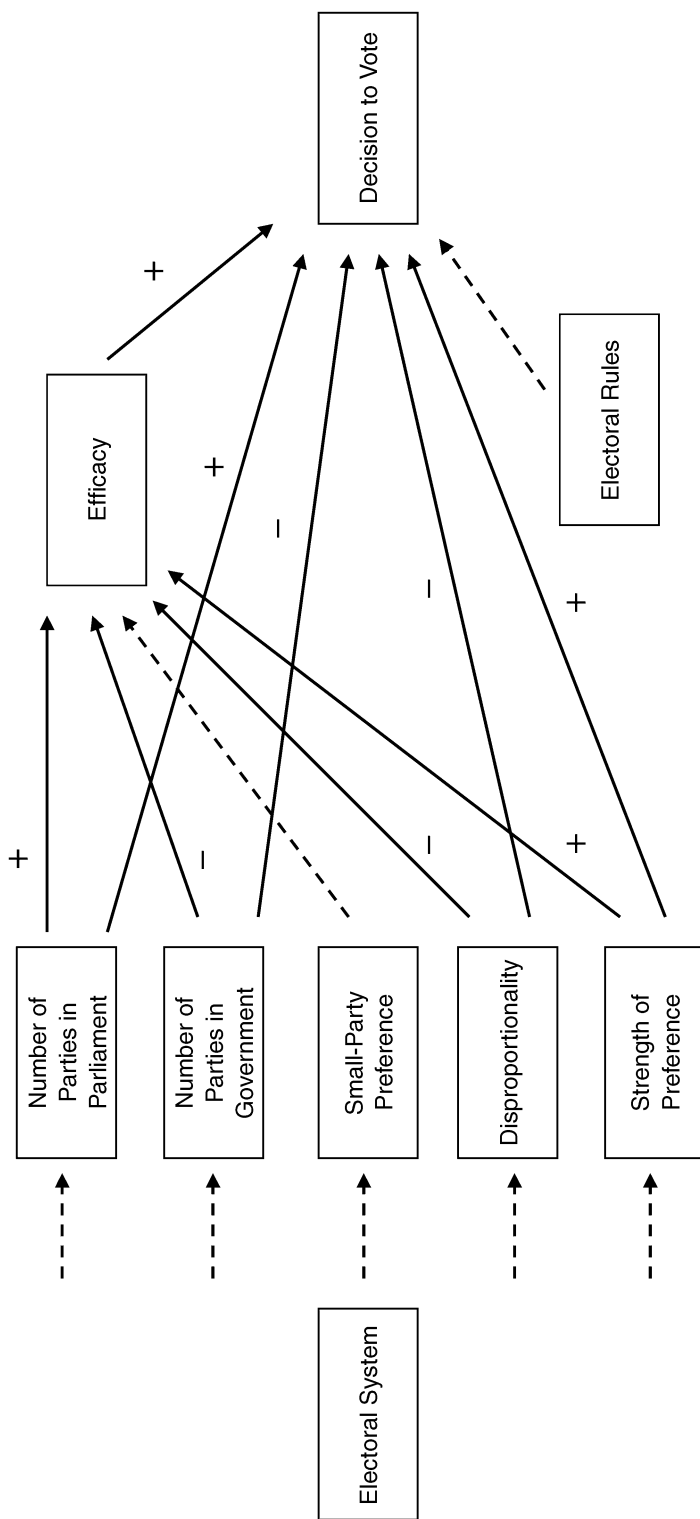 Electoral System
Number of
Parties in
Parliament
Number of
Parties in
Government
Small-Party
Preference
Disproportionality
Strength of
Preference
+
–
–
+
Efficacy
+
–
–
+
Electoral Rules
+
Decision to Vote